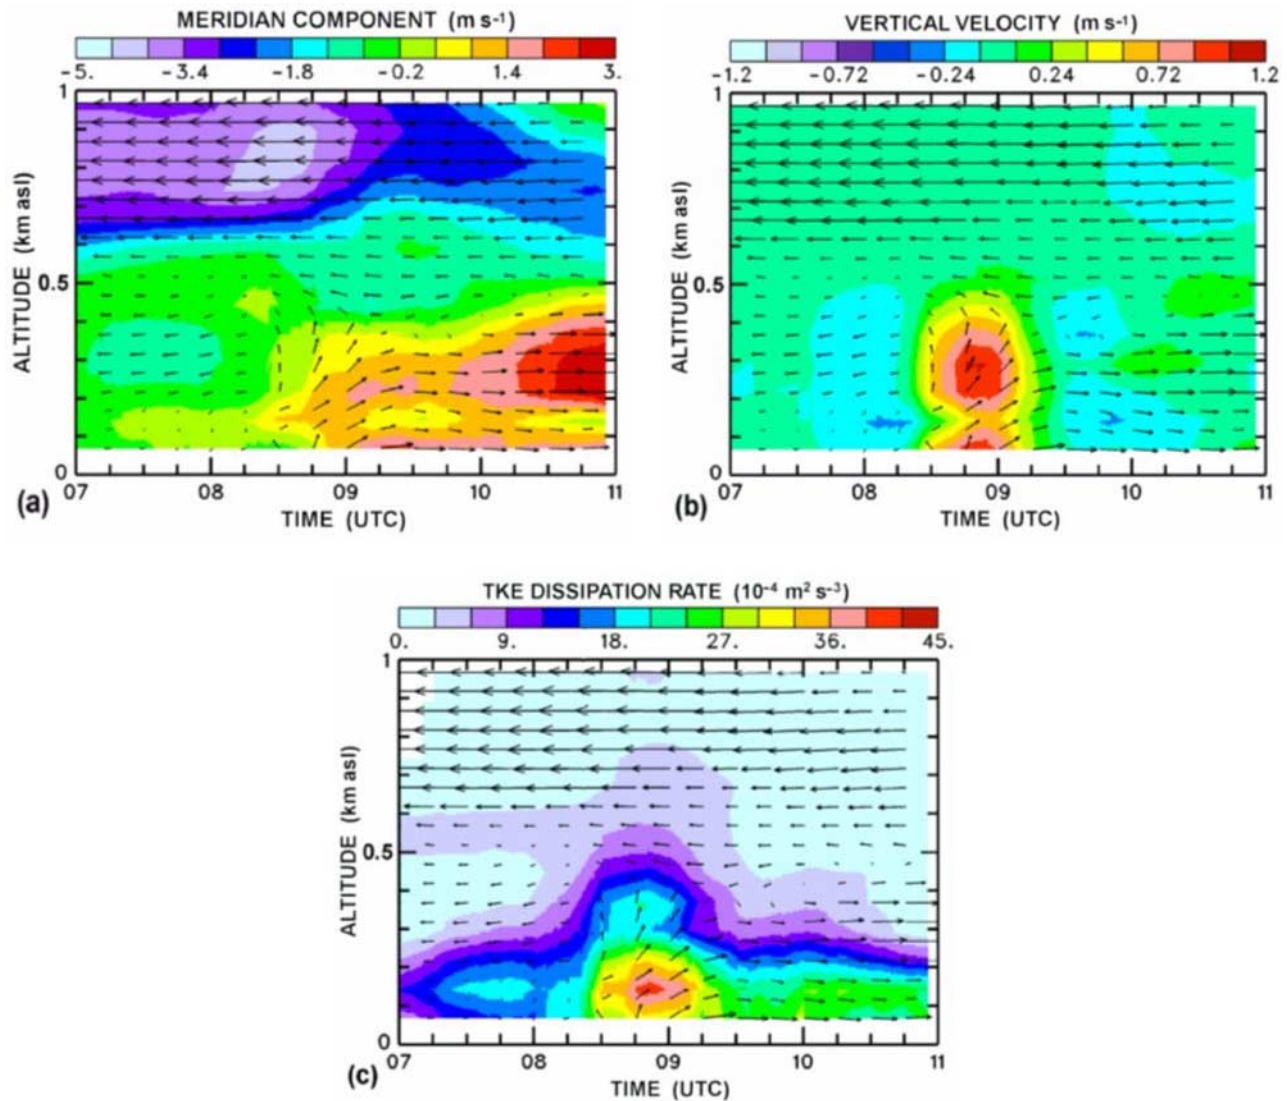 MERIDIAN COMPONENT (m s⁻¹)
-5. -3.4 -1.8 -0.2 1.4 3.
1
0.5
0
ALTITUDE (km asl)
07 08 09 10 11
TIME (UTC)
(a)
VERTICAL VELOCITY (m s⁻¹)
-1.2 -0.72 -0.24 0.24 0.72 1.2
1
0.5
0
ALTITUDE (km asl)
07 08 09 10 11
TIME (UTC)
(b)
TKE DISSIPATION RATE (10⁻⁴ m² s⁻³)
0. 9. 18. 27. 36. 45.
1
0.5
0
ALTITUDE (km asl)
07 08 09 10 11
TIME (UTC)
(c)